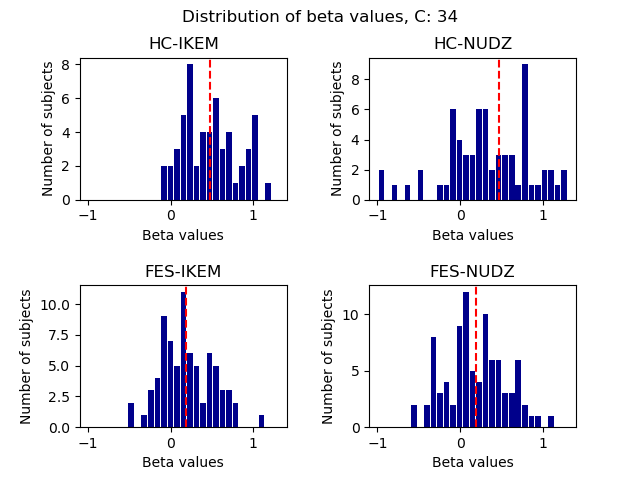 Distribution of beta values, C: 34
HC-IKEM
Number of subjects
8
6
4
2
0
−1
0
1
Beta values
HC-NUDZ
Number of subjects
8
6
4
2
0
−1
0
1
Beta values
FES-IKEM
Number of subjects
10.0
7.5
5.0
2.5
0.0
−1
0
1
Beta values
FES-NUDZ
Number of subjects
10
5
0
−1
0
1
Beta values